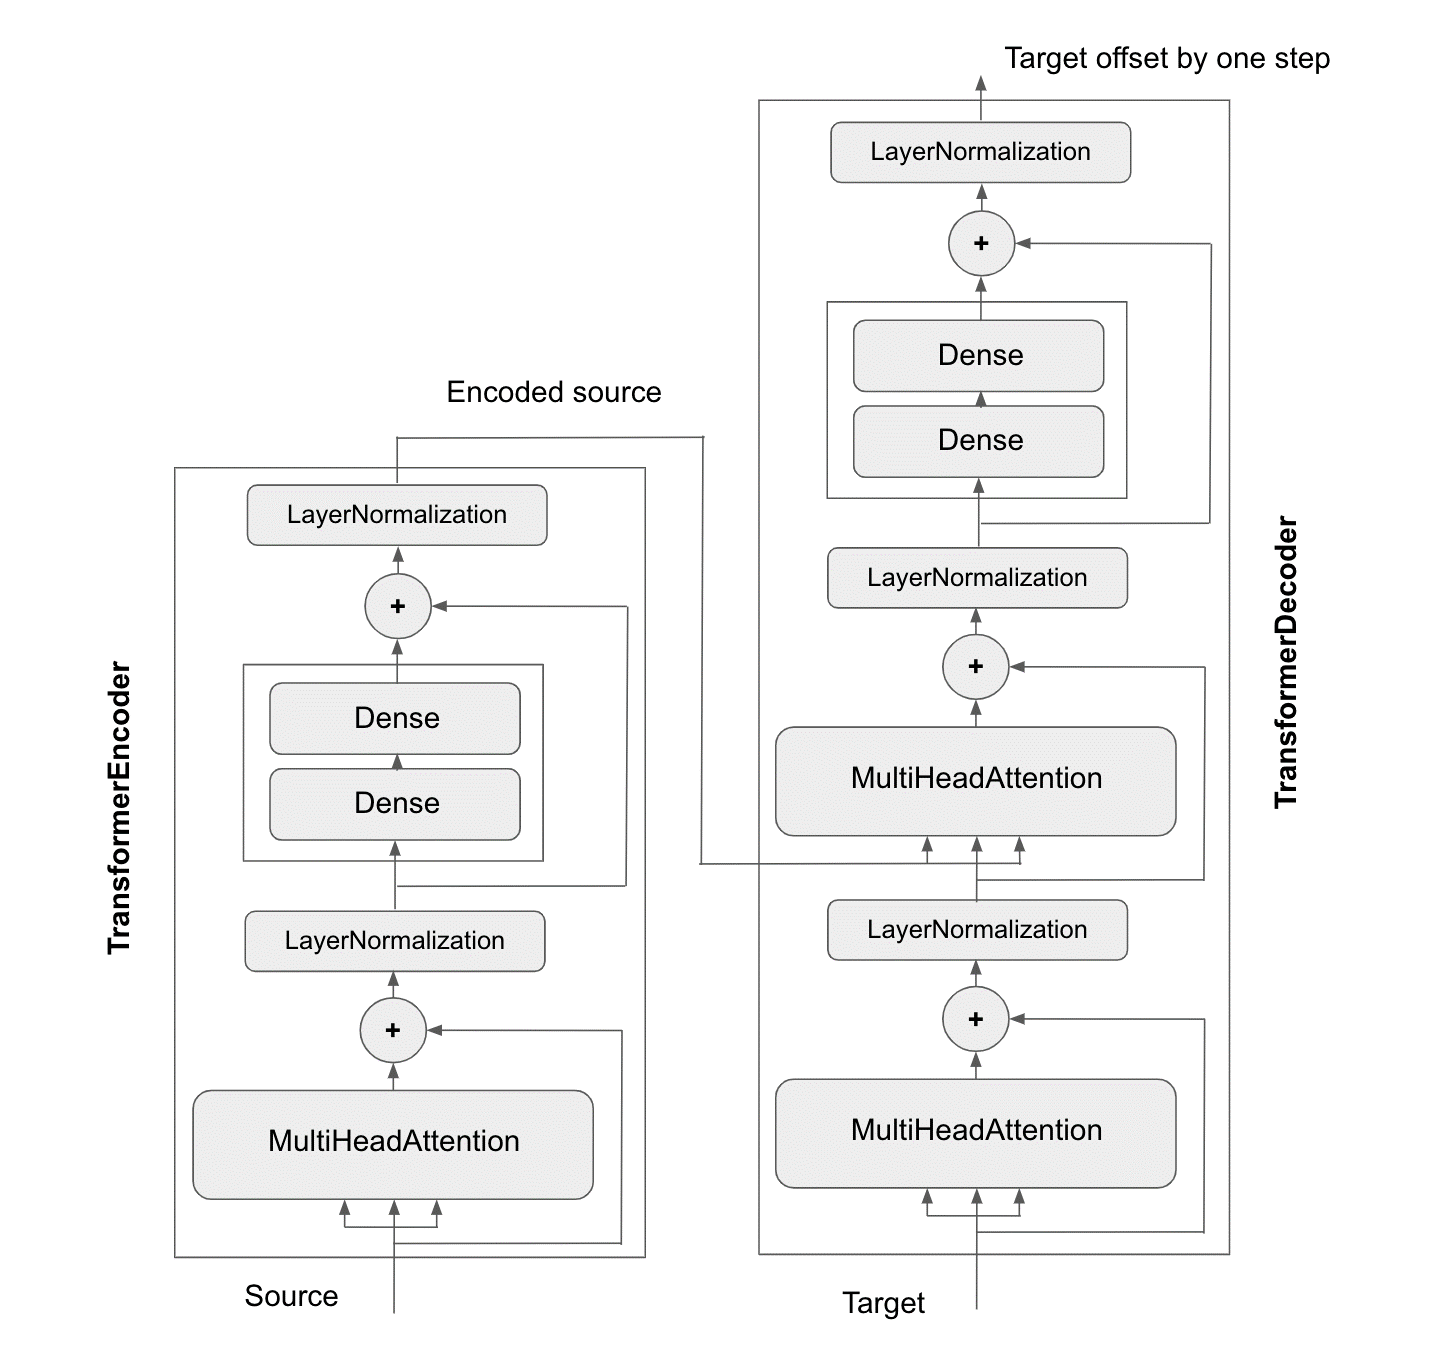 Target offset by one step
LayerNormalization
+
Dense
Dense
LayerNormalization
+
MultiHeadAttention
LayerNormalization
+
MultiHeadAttention
Target
TransformerDecoder
Encoded source
LayerNormalization
+
Dense
Dense
LayerNormalization
+
MultiHeadAttention
Source
TransformerEncoder